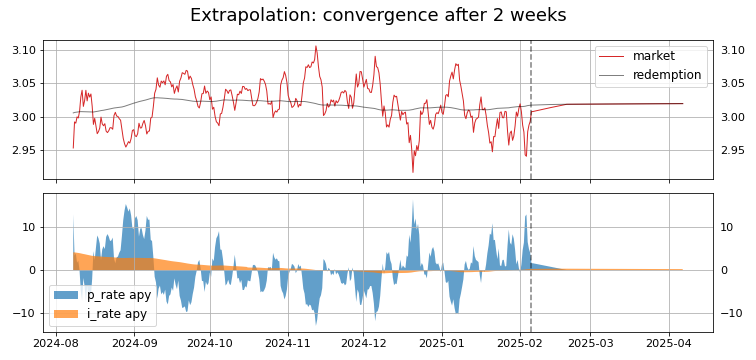 Extrapolation: convergence after 2 weeks
3.10
3.05
3.00
2.95
market
redemption
3.10
3.05
3.00
2.95
10
0
−10
p_rate apy
i_rate apy
10
0
−10
2024-08 2024-09 2024-10 2024-11 2024-12 2025-01 2025-02 2025-03 2025-04